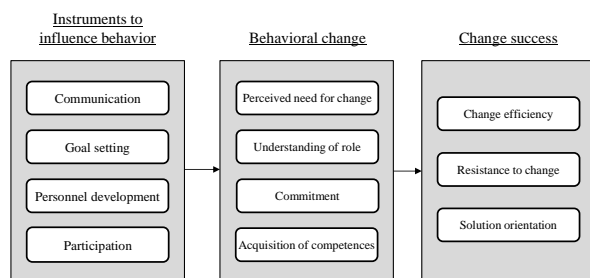 Instruments to
influence behavior
Communication
Goal setting
Personnel development
Participation
Behavioral change
Perceived need for change
Understanding of role
Commitment
Acquisition of competences
Change success
Change efficiency
Resistance to change
Solution orientation